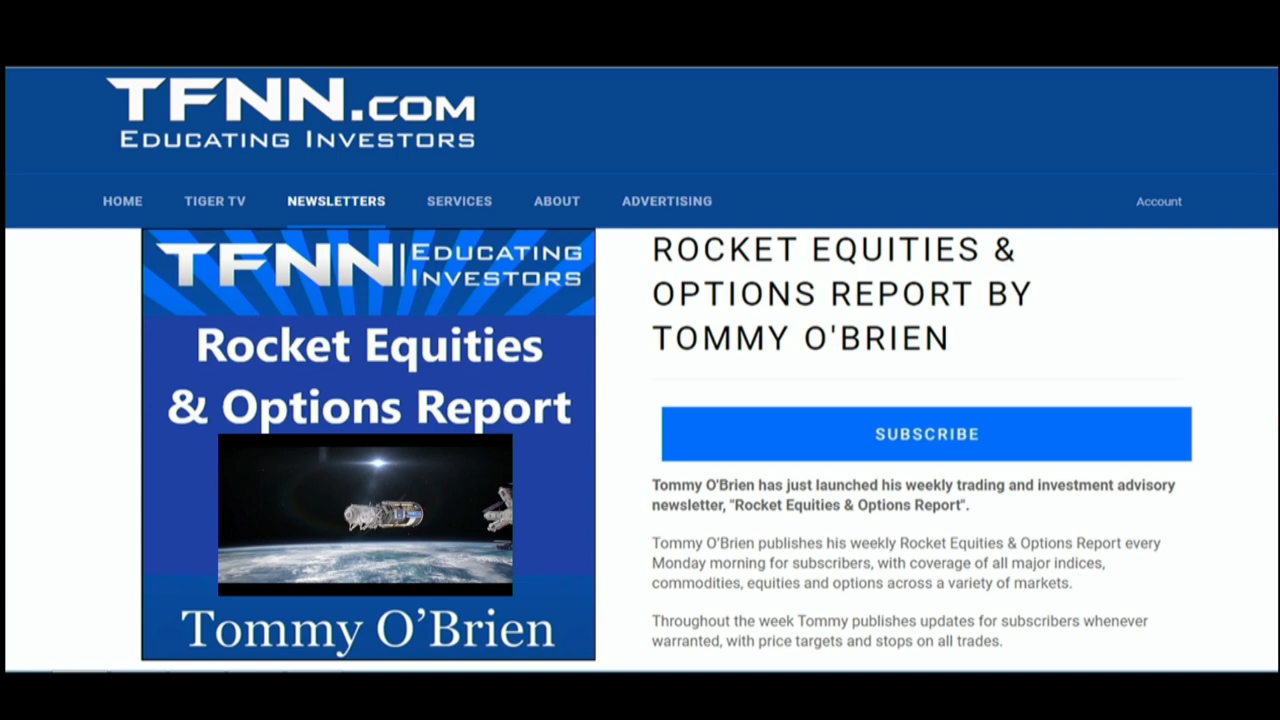 TFNN.COM
EDUCATING INVESTORS
HOME TIGER TV NEWSLETTERS SERVICES ABOUT ADVERTISING Account
TFNN | EDUCATING
INVESTORS
Rocket Equities
& Options Report
Tommy O’Brien
ROCKET EQUITIES &
OPTIONS REPORT BY
TOMMY O'BRIEN
SUBSCRIBE
Tommy O'Brien has just launched his weekly trading and investment advisory
newsletter, "Rocket Equities & Options Report".
Tommy O'Brien publishes his weekly Rocket Equities & Options Report every
Monday morning for subscribers, with coverage of all major indices,
commodities, equities and options across a variety of markets.
Throughout the week Tommy publishes updates for subscribers whenever
warranted, with price targets and stops on all trades.